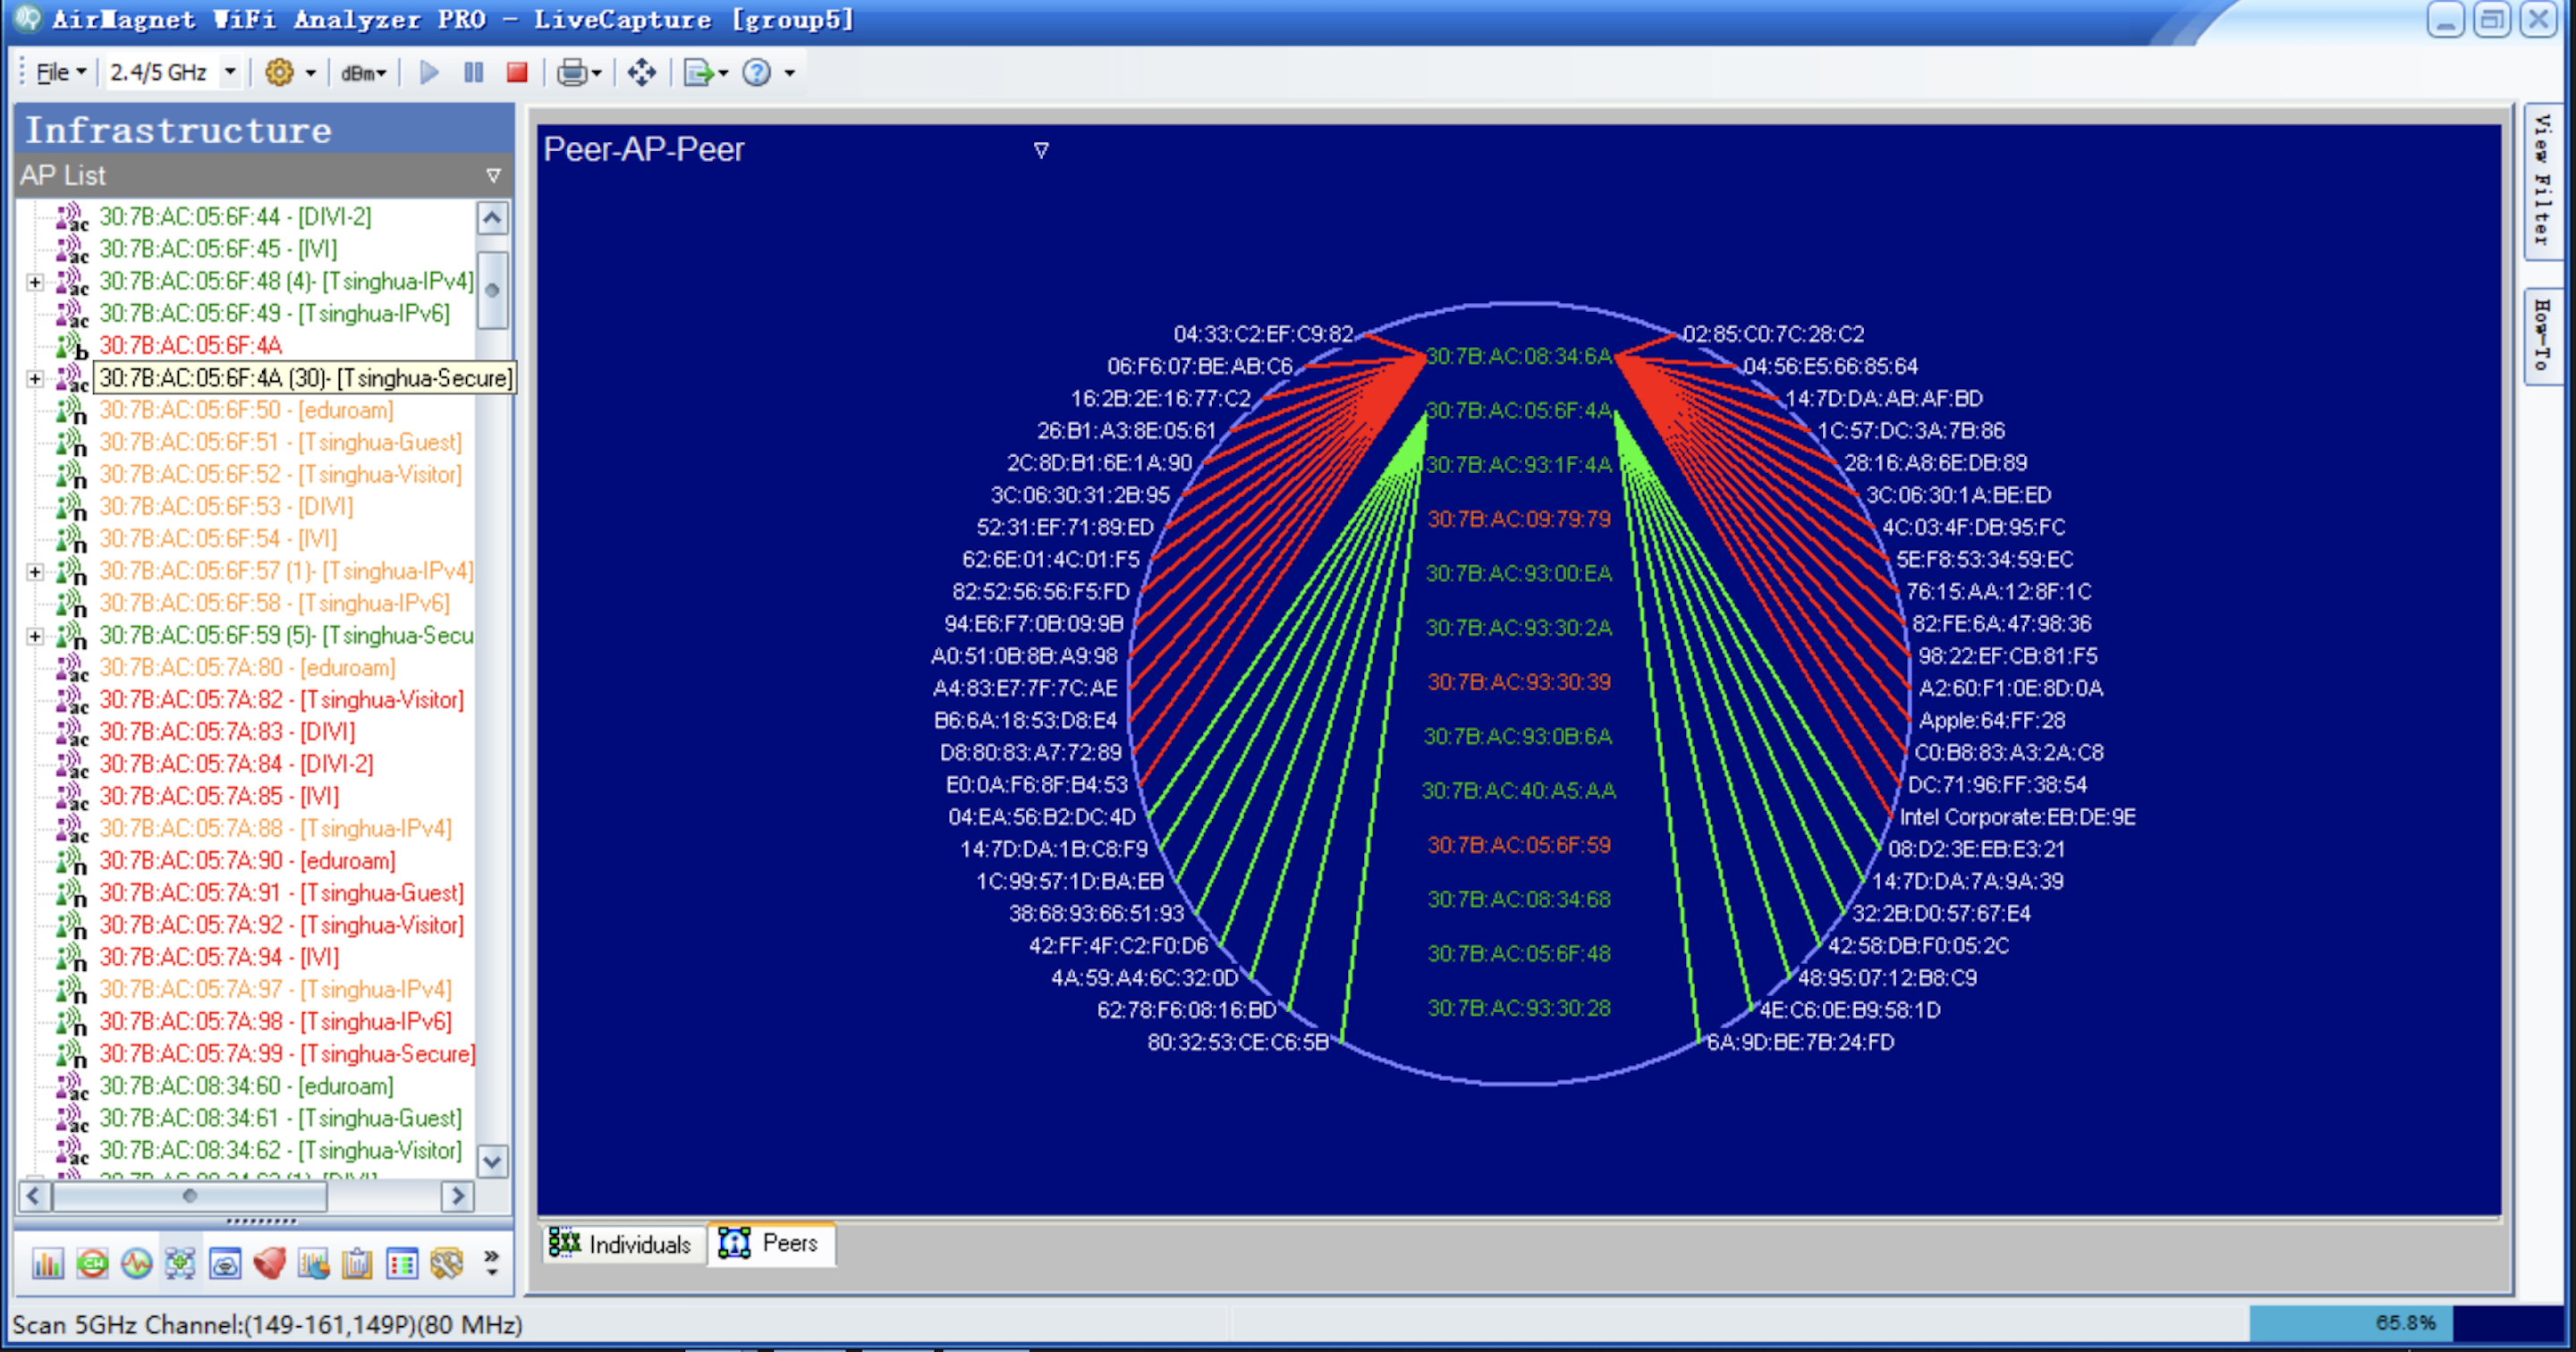 AirMagnet WiFi Analyzer PRO - LiveCapture [group5]
File 2.4/5 GHz dBm
Infrastructure
AP List
30:7B:AC:05:6F:44 - [DIVI-2]
30:7B:AC:05:6F:45 - [IVI]
30:7B:AC:05:6F:48 (4)- [Tsinghua-IPv4]
30:7B:AC:05:6F:49 - [Tsinghua-IPv6]
30:7B:AC:05:6F:4A
30:7B:AC:05:6F:4A (30)- [Tsinghua-Secure]
30:7B:AC:05:6F:50 - [eduroam]
30:7B:AC:05:6F:51 - [Tsinghua-Guest]
30:7B:AC:05:6F:52 - [Tsinghua-Visitor]
30:7B:AC:05:6F:53 - [DIVI]
30:7B:AC:05:6F:54 - [IVI]
30:7B:AC:05:6F:57 (1)- [Tsinghua-IPv4]
30:7B:AC:05:6F:58 - [Tsinghua-IPv6]
30:7B:AC:05:6F:59 (5)- [Tsinghua-Secu
30:7B:AC:05:7A:80 - [eduroam]
30:7B:AC:05:7A:82 - [Tsinghua-Visitor]
30:7B:AC:05:7A:83 - [DIVI]
30:7B:AC:05:7A:84 - [DIVI-2]
30:7B:AC:05:7A:85 - [IVI]
30:7B:AC:05:7A:88 - [Tsinghua-IPv4]
30:7B:AC:05:7A:90 - [eduroam]
30:7B:AC:05:7A:91 - [Tsinghua-Guest]
30:7B:AC:05:7A:92 - [Tsinghua-Visitor]
30:7B:AC:05:7A:94 - [IVI]
30:7B:AC:05:7A:97 - [Tsinghua-IPv4]
30:7B:AC:05:7A:98 - [Tsinghua-IPv6]
30:7B:AC:05:7A:99 - [Tsinghua-Secure]
30:7B:AC:08:34:60 - [eduroam]
30:7B:AC:08:34:61 - [Tsinghua-Guest]
30:7B:AC:08:34:62 - [Tsinghua-Visitor]
Peer-AP-Peer
04:33:C2:EF:C9:82
06:F6:07:BE:AB:C6
16:2B:2E:16:77:C2
26:B1:A3:8E:05:61
2C:8D:B1:6E:1A:90
3C:06:30:31:2B:95
52:31:EF:71:89:ED
62:6E:01:4C:01:F5
82:52:56:56:F5:FD
94:E6:F7:0B:09:9B
A0:51:0B:8B:A9:98
A4:83:E7:7F:7C:AE
B6:6A:18:53:D8:E4
D8:80:83:A7:72:89
E0:0A:F6:8F:B4:53
04:EA:56:B2:DC:4D
14:7D:DA:1B:C8:F9
1C:99:57:1D:BA:EB
38:68:93:66:51:93
42:FF:4F:C2:F0:D6
4A:59:A4:6C:32:0D
62:78:F6:08:16:BD
80:32:53:CE:C6:5B
30:7B:AC:08:34:6A
30:7B:AC:05:6F:4A
30:7B:AC:93:1F:4A
30:7B:AC:09:79:79
30:7B:AC:93:00:EA
30:7B:AC:93:30:2A
30:7B:AC:93:30:39
30:7B:AC:93:0B:6A
30:7B:AC:40:A5:AA
30:7B:AC:05:6F:59
30:7B:AC:08:34:68
30:7B:AC:05:6F:48
30:7B:AC:93:30:28
02:85:C0:7C:28:C2
04:56:E5:66:85:64
14:7D:DA:AB:AF:BD
1C:57:DC:3A:7B:86
28:16:A8:6E:DB:89
3C:06:30:1A:BE:ED
4C:03:4F:DB:95:FC
5E:F8:53:34:59:EC
76:15:AA:12:8F:1C
82:FE:6A:47:98:36
98:22:EF:CB:81:F5
A2:60:F1:0E:8D:0A
Apple:64:FF:28
C0:B8:83:A3:2A:C8
DC:71:96:FF:38:54
Intel Corporate:EB:DE:9E
08:D2:3E:EB:E3:21
14:7D:DA:7A:9A:39
32:2B:D0:57:67:E4
42:58:DB:F0:05:2C
48:95:07:12:B8:C9
4E:C6:0E:B9:58:1D
6A:9D:BE:7B:24:FD
View Filter
How-To
Individuals
Peers
Scan 5GHz Channel:(149-161,149P)(80 MHz)
65.8%